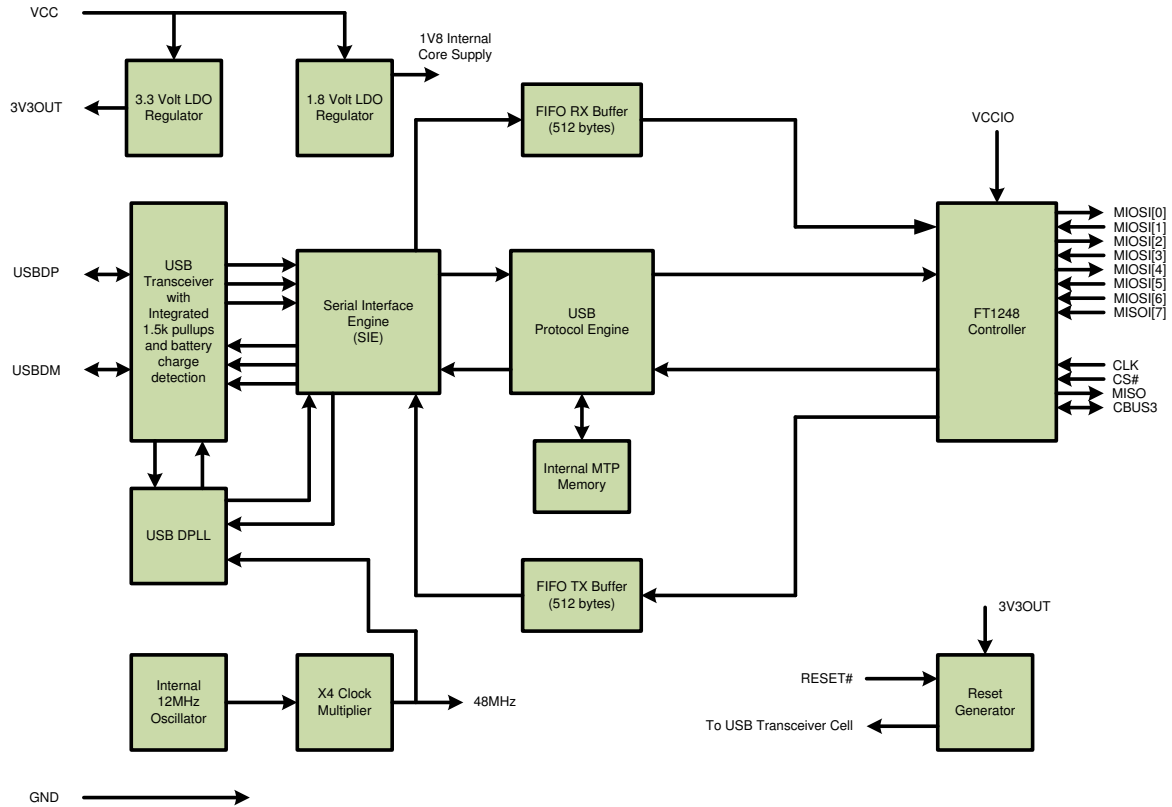 VCC
1V8 Internal
Core Supply
3.3 Volt LDO
Regulator
1.8 Volt LDO
Regulator
3V3OUT
FIFO RX Buffer
(512 bytes)
VCCIO
USB
Transceiver
with
Integrated
1.5k pullups
and battery
charge
detection
USBDP
USBDM
Serial Interface
Engine
(SIE)
USB
Protocol Engine
FT1248
Controller
MIOSI[0]
MIOSI[1]
MIOSI[2]
MIOSI[3]
MIOSI[4]
MIOSI[5]
MIOSI[6]
MISOI[7]
CLK
CS#
MISO
CBUS3
Internal MTP
Memory
USB DPLL
FIFO TX Buffer
(512 bytes)
3V3OUT
Internal
12MHz
Oscillator
X4 Clock
Multiplier
48MHz
RESET#
Reset
Generator
To USB Transceiver Cell
GND